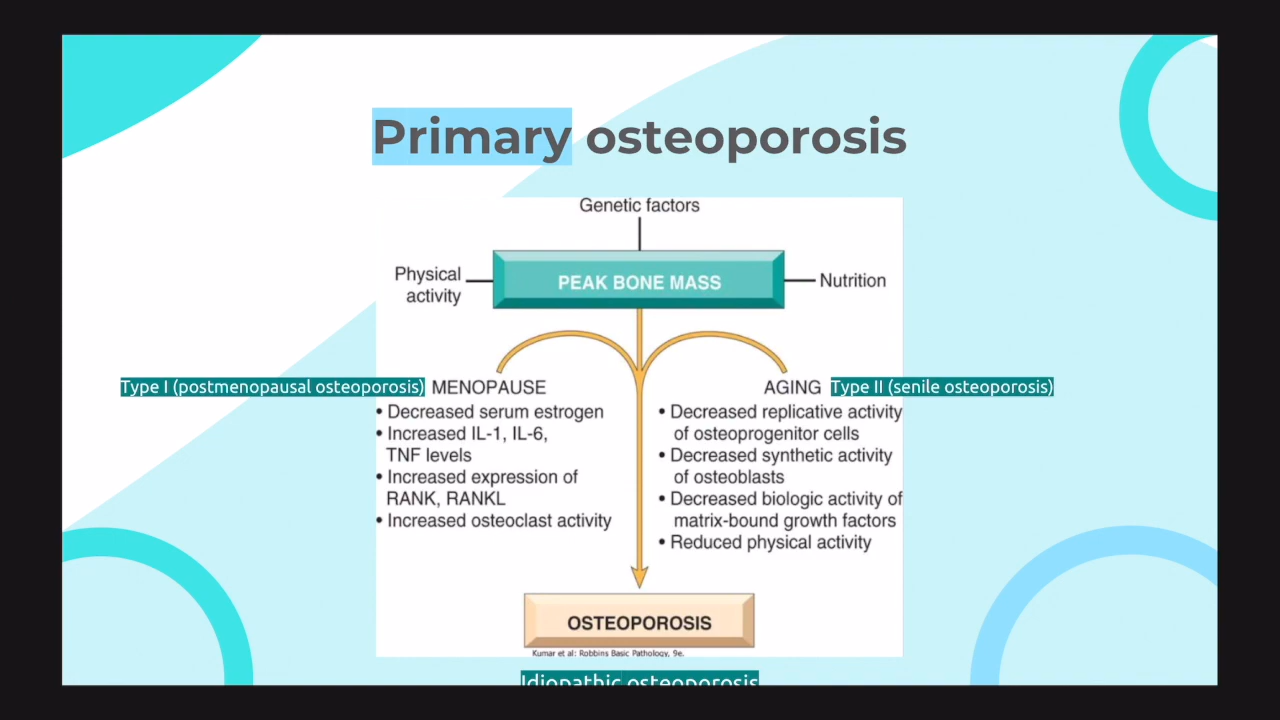 Primary osteoporosis
Genetic factors
Physical
activity
PEAK BONE MASS
Nutrition
Type I (postmenopausal osteoporosis)
MENOPAUSE
• Decreased serum estrogen
• Increased IL-1, IL-6,
TNF levels
• Increased expression of
RANK, RANKL
• Increased osteoclast activity
AGING
Type II (senile osteoporosis)
• Decreased replicative activity
of osteoprogenitor cells
• Decreased synthetic activity
of osteoblasts
• Decreased biologic activity of
matrix-bound growth factors
• Reduced physical activity
OSTEOPOROSIS
Kumar et al: Robbins Basic Pathology, 9e.
Idiopathic osteoporosis